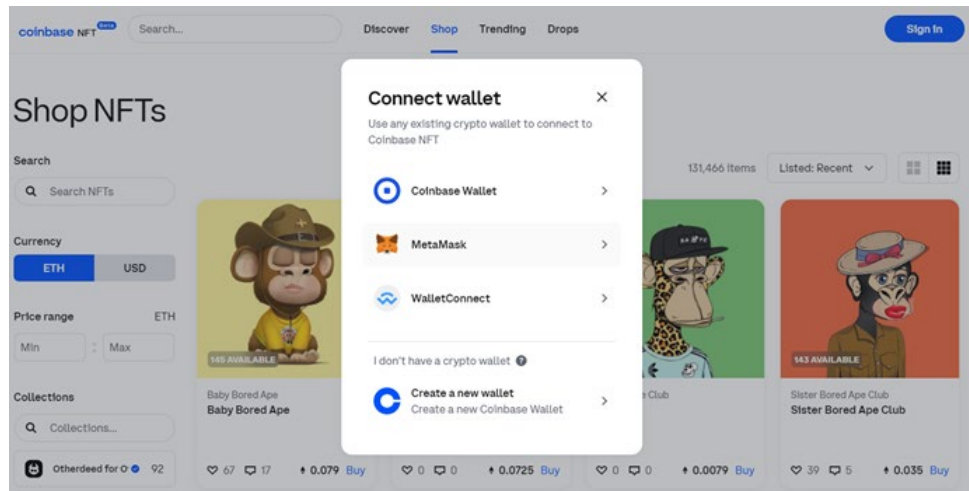 coinbase NFT Beta
Search...
Discover
Shop
Trending
Drops
Sign In
Shop NFTs
Search
Search NFTs
Currency
ETH
USD
Price range
ETH
Min
:
Max
Collections
Collections...
Otherdeed for O
92
Connect wallet
Use any existing crypto wallet to connect to
Coinbase NFT
Coinbase Wallet
MetaMask
WalletConnect
I don't have a crypto wallet ?
Create a new wallet
Create a new Coinbase Wallet
131,466 Items
Listed: Recent
145 AVAILABLE
Baby Bored Ape
Baby Bored Ape
67
17
0.079
Buy
0
0
0.0725
Buy
Club
0
0
0.0079
Buy
143 AVAILABLE
Sister Bored Ape Club
Sister Bored Ape Club
39
5
0.035
Buy